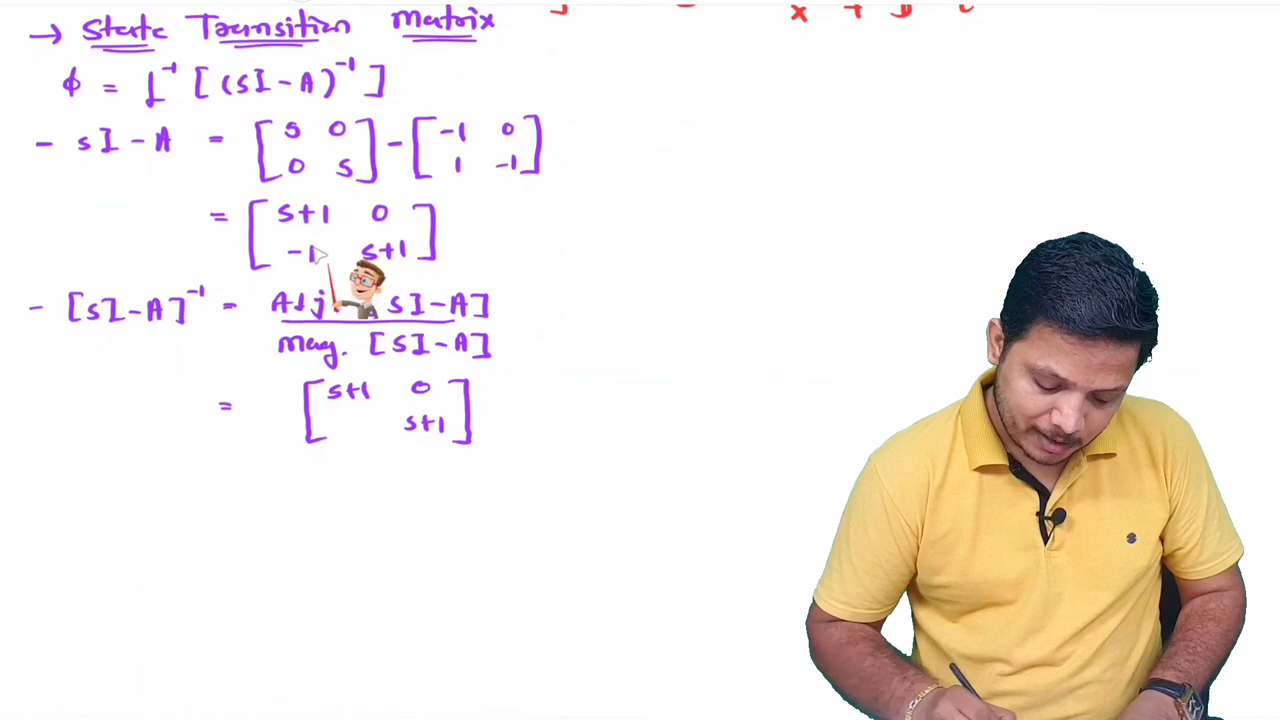 → State Transition Matrix
ϕ = L⁻¹ [ (sI – A)⁻¹ ]
– sI – A = [ s 0 ; 0 s ] – [ -1 0 ; 1 -1 ]
= [ s+1 0 ; -1 s+1 ]
– [sI – A]⁻¹ = Adj [sI – A] / Mag. [sI – A]
= [ s+1 0 ; s+1 ]